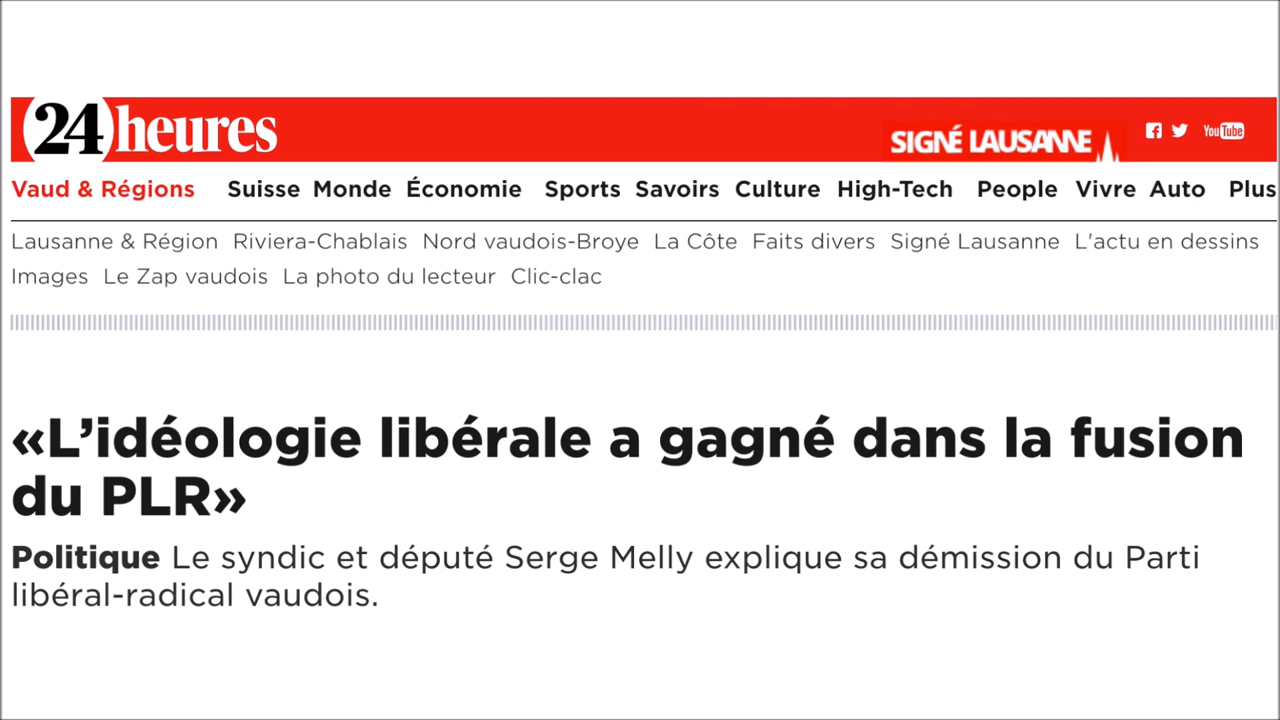 24heures
SIGNÉ LAUSANNE
YouTube
Vaud & Régions Suisse Monde Économie Sports Savoirs Culture High-Tech People Vivre Auto Plus
Lausanne & Région Riviera-Chablais Nord vaudois-Broye La Côte Faits divers Signé Lausanne L'actu en dessins
Images Le Zap vaudois La photo du lecteur Clic-clac
«L’idéologie libérale a gagné dans la fusion
du PLR»
Politique Le syndic et député Serge Melly explique sa démission du Parti
libéral-radical vaudois.